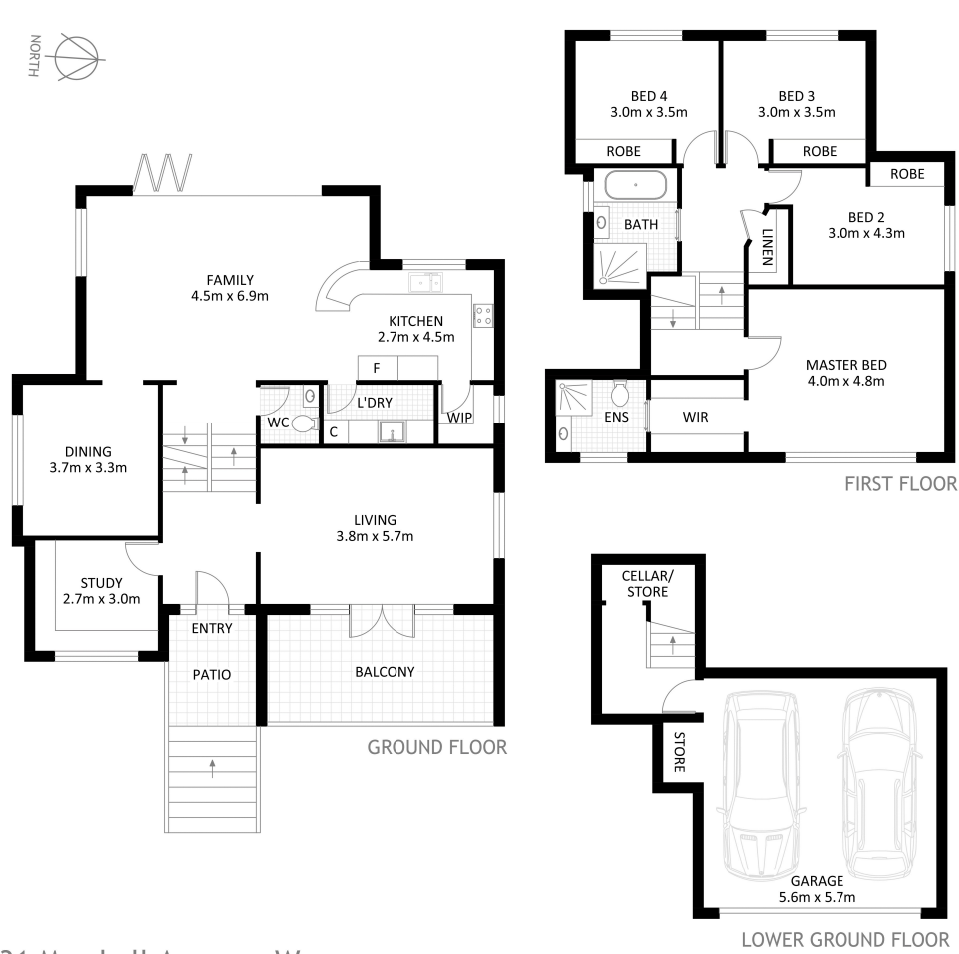 NORTH
FAMILY
4.5m x 6.9m
KITCHEN
2.7m x 4.5m
F
L'DRY
WC
C
WIP
DINING
3.7m x 3.3m
LIVING
3.8m x 5.7m
STUDY
2.7m x 3.0m
ENTRY
PATIO
BALCONY
GROUND FLOOR
BED 4
3.0m x 3.5m
BED 3
3.0m x 3.5m
ROBE
ROBE
ROBE
BATH
BED 2
3.0m x 4.3m
LINEN
MASTER BED
4.0m x 4.8m
ENS
WIR
FIRST FLOOR
CELLAR/
STORE
STORE
GARAGE
5.6m x 5.7m
LOWER GROUND FLOOR